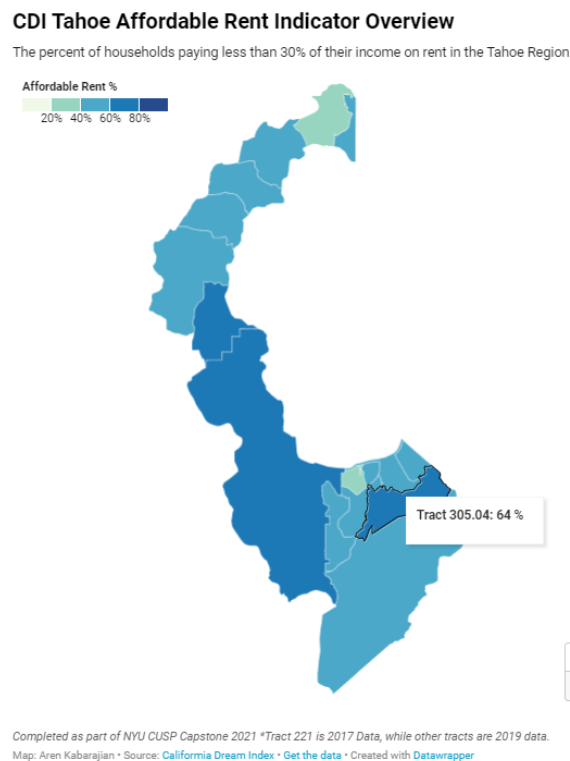 CDI Tahoe Affordable Rent Indicator Overview
The percent of households paying less than 30% of their income on rent in the Tahoe Region
Affordable Rent %
20% 40% 60% 80%
Tract 305.04: 64 %
Completed as part of NYU CUSP Capstone 2021 *Tract 221 is 2017 Data, while other tracts are 2019 data.
Map: Aren Kabarajian • Source: California Dream Index • Get the data • Created with Datawrapper